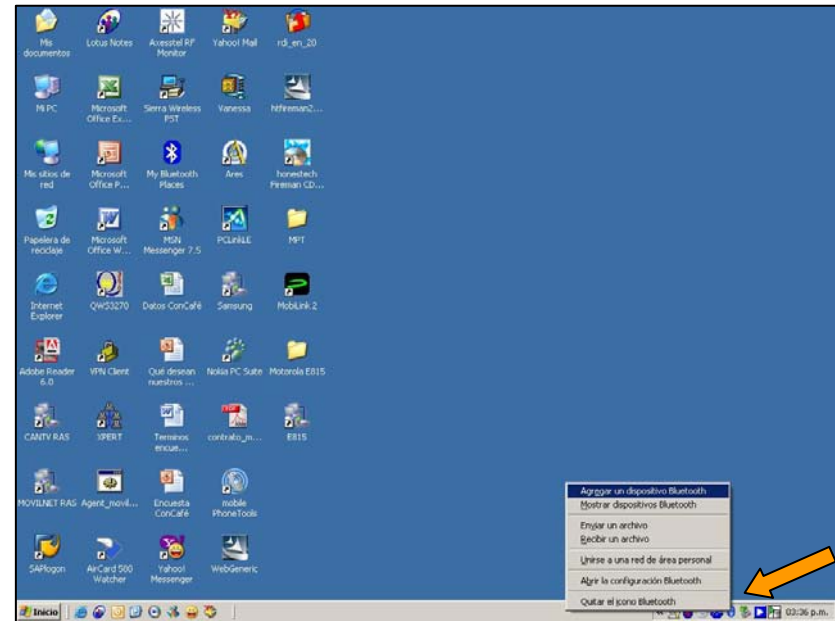 Mis documentos
Lotus Notes
Axesstel RF Monitor
Yahoo! Mail
rdi_en_20
Mi PC
Microsoft Office Ex...
Sierra Wireless PST
Vanessa
htfireman2...
Mis sitios de red
Microsoft Office P...
My Bluetooth Places
Ares
honestech Fireman CD...
Papelera de reciclaje
Microsoft Office W...
MSN Messenger 7.5
PCLinkLE
MPT
Internet Explorer
QWS3270
Datos ConCafé
Samsung
MobiLink 2
Adobe Reader 6.0
VPN Client
Qué desean nuestros ...
Nokia PC Suite
Motorola E815
CANTV RAS
XPERT
Terminos encue...
contrato_m...
E815
MOVILNET RAS
Agent_movil...
Encuesta ConCafé
mobile PhoneTools
SAPlogon
AirCard 500 Watcher
Yahoo! Messenger
WebGeneric
Agregar un dispositivo Bluetooth
Mostrar dispositivos Bluetooth
Enviar un archivo
Recibir un archivo
Unirse a una red de área personal
Abrir la configuración Bluetooth
Quitar el icono Bluetooth
Inicio
03:36 p.m.